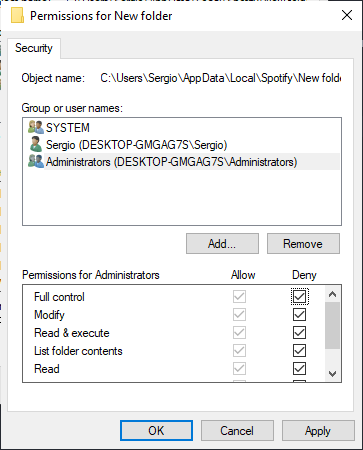 Permissions for New folder
Security
Object name: C:\Users\Sergio\AppData\Local\Spotify\New folde
Group or user names:
SYSTEM
Sergio (DESKTOP-GMGAG7S\Sergio)
Administrators (DESKTOP-GMGAG7S\Administrators)
Add... Remove
Permissions for Administrators Allow Deny
Full control
Modify
Read & execute
List folder contents
Read
OK Cancel Apply